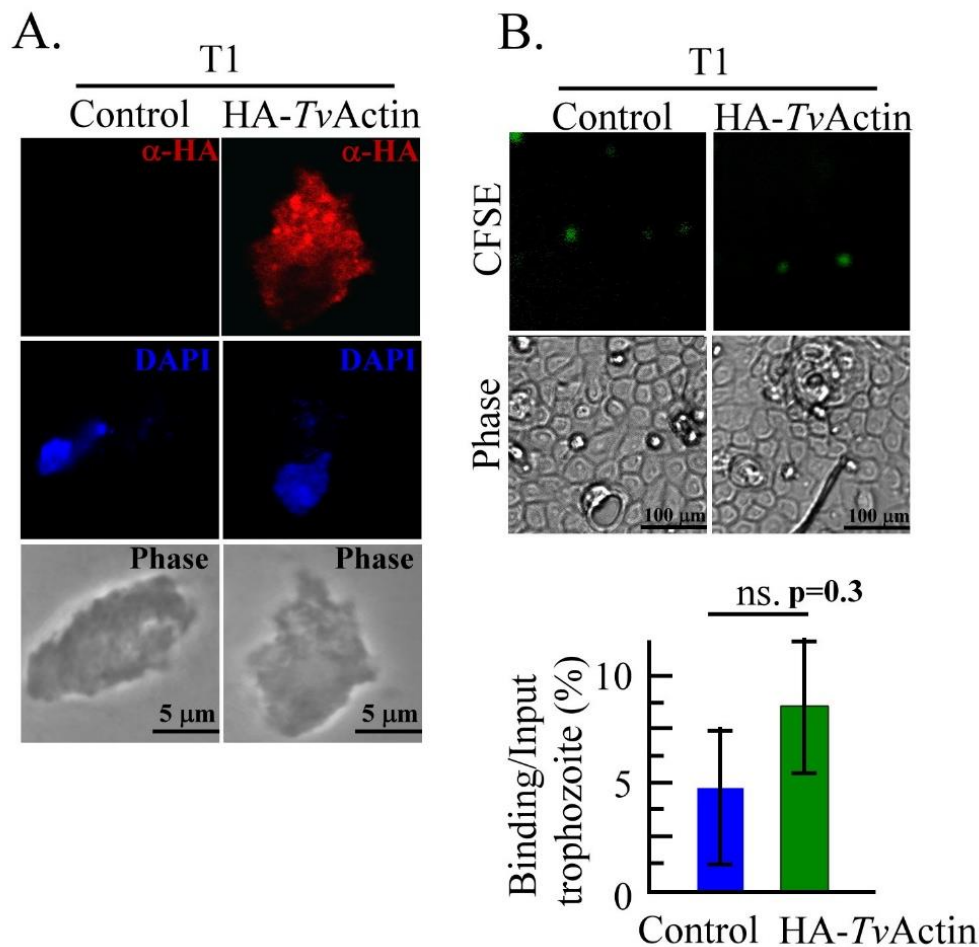 A.
T1
Control HA-TvActin
α-HA α-HA
DAPI DAPI
Phase Phase
5 µm 5 µm
B.
T1
Control HA-TvActin
CFSE
Phase
100 µm 100 µm
ns. p=0.3
Binding/Input
trophozoite (%)
10
5
0
Control HA-TvActin